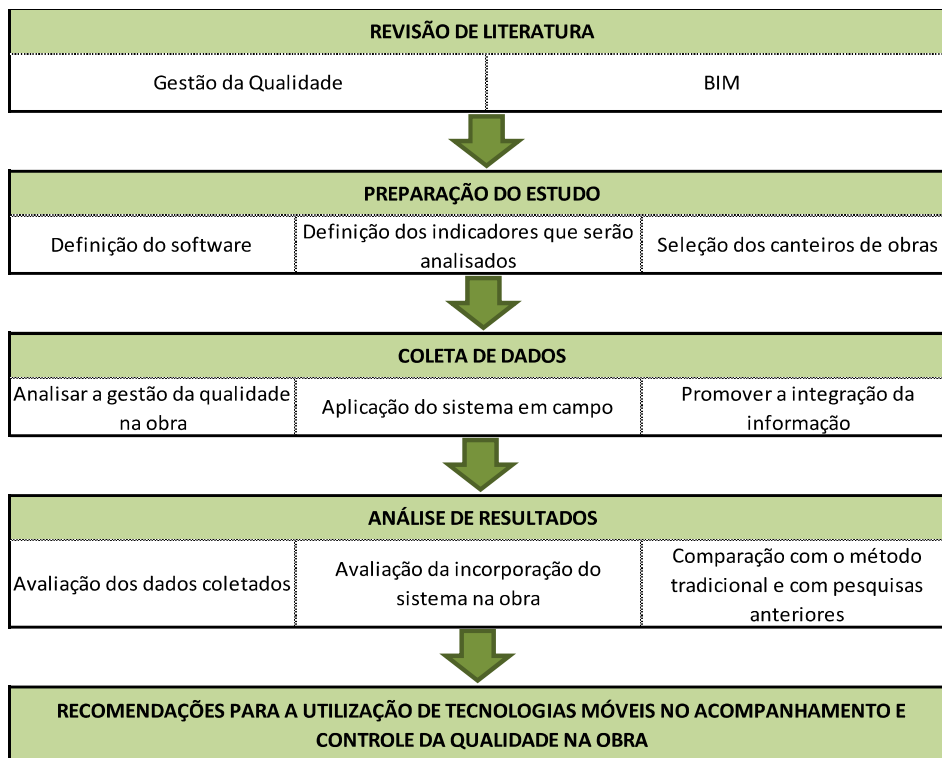 REVISÃO DE LITERATURA
Gestão da Qualidade
BIM
PREPARAÇÃO DO ESTUDO
Definição do software
Definição dos indicadores que serão
analisados
Seleção dos canteiros de obras
COLETA DE DADOS
Analisar a gestão da qualidade
na obra
Aplicação do sistema em campo
Promover a integração da
informação
ANÁLISE DE RESULTADOS
Avaliação dos dados coletados
Avaliação da incorporação do
sistema na obra
Comparação com o método
tradicional e com pesquisas
anteriores
RECOMENDAÇÕES PARA A UTILIZAÇÃO DE TECNOLOGIAS MÓVEIS NO ACOMPANHAMENTO E
CONTROLE DA QUALIDADE NA OBRA